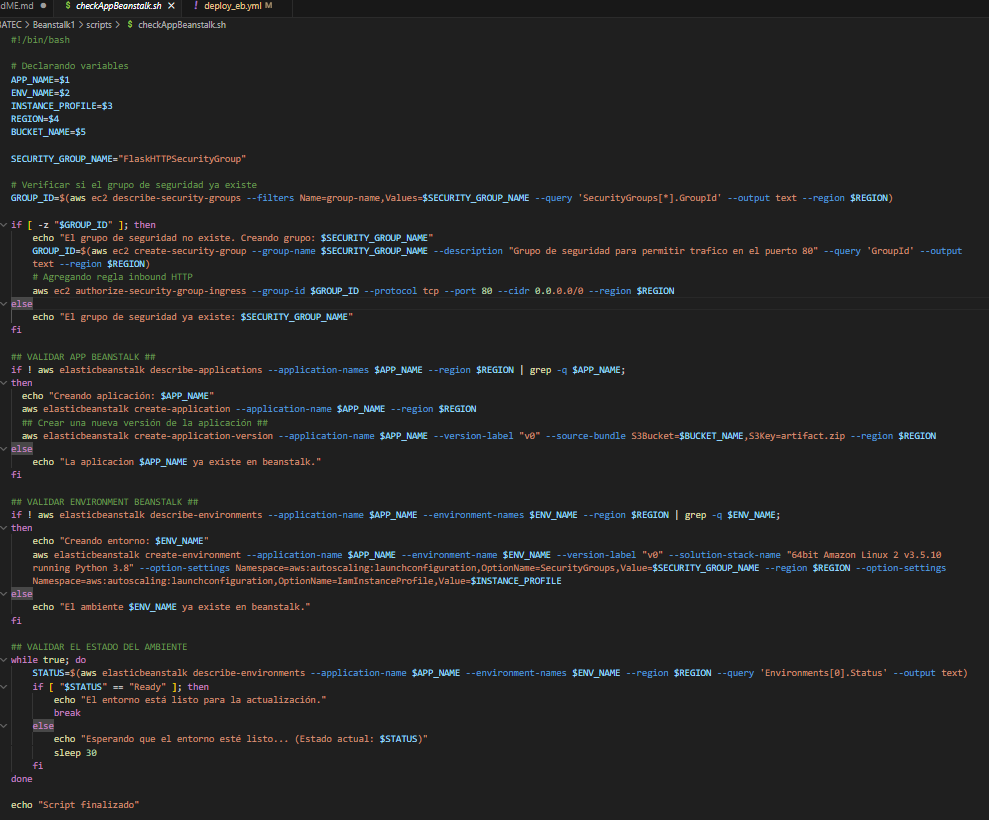 dME.md ● $ checkAppBeanstalk.sh ✕ ! deploy_eb.yml M
ATEC > Beanstalk1 > scripts > $ checkAppBeanstalk.sh
#!/bin/bash
# Declarando variables
APP_NAME=$1
ENV_NAME=$2
INSTANCE_PROFILE=$3
REGION=$4
BUCKET_NAME=$5
SECURITY_GROUP_NAME="FlaskHTTPSecurityGroup"
# Verificar si el grupo de seguridad ya existe
GROUP_ID=$(aws ec2 describe-security-groups --filters Name=group-name,Values=$SECURITY_GROUP_NAME --query 'SecurityGroups[*].GroupId' --output text --region $REGION)
if [ -z "$GROUP_ID" ]; then
echo "El grupo de seguridad no existe. Creando grupo: $SECURITY_GROUP_NAME"
GROUP_ID=$(aws ec2 create-security-group --group-name $SECURITY_GROUP_NAME --description "Grupo de seguridad para permitir trafico en el puerto 80" --query 'GroupId' --output
text --region $REGION)
# Agregando regla inbound HTTP
aws ec2 authorize-security-group-ingress --group-id $GROUP_ID --protocol tcp --port 80 --cidr 0.0.0.0/0 --region $REGION
else
echo "El grupo de seguridad ya existe: $SECURITY_GROUP_NAME"
fi
## VALIDAR APP BEANSTALK ##
if ! aws elasticbeanstalk describe-applications --application-names $APP_NAME --region $REGION | grep -q $APP_NAME;
then
echo "Creando aplicación: $APP_NAME"
aws elasticbeanstalk create-application --application-name $APP_NAME --region $REGION
## Crear una nueva versión de la aplicación ##
aws elasticbeanstalk create-application-version --application-name $APP_NAME --version-label "v0" --source-bundle S3Bucket=$BUCKET_NAME,S3Key=artifact.zip --region $REGION
else
echo "La aplicacion $APP_NAME ya existe en beanstalk."
fi
## VALIDAR ENVIRONMENT BEANSTALK ##
if ! aws elasticbeanstalk describe-environments --application-name $APP_NAME --environment-names $ENV_NAME --region $REGION | grep -q $ENV_NAME;
then
echo "Creando entorno: $ENV_NAME"
aws elasticbeanstalk create-environment --application-name $APP_NAME --environment-name $ENV_NAME --version-label "v0" --solution-stack-name "64bit Amazon Linux 2 v3.5.10
running Python 3.8" --option-settings Namespace=aws:autoscaling:launchconfiguration,OptionName=SecurityGroups,Value=$SECURITY_GROUP_NAME --region $REGION --option-settings
Namespace=aws:autoscaling:launchconfiguration,OptionName=IamInstanceProfile,Value=$INSTANCE_PROFILE
else
echo "El ambiente $ENV_NAME ya existe en beanstalk."
fi
## VALIDAR EL ESTADO DEL AMBIENTE
while true; do
STATUS=$(aws elasticbeanstalk describe-environments --application-name $APP_NAME --environment-names $ENV_NAME --region $REGION --query 'Environments[0].Status' --output text)
if [ "$STATUS" == "Ready" ]; then
echo "El entorno está listo para la actualización."
break
else
echo "Esperando que el entorno esté listo... (Estado actual: $STATUS)"
sleep 30
fi
done
echo "Script finalizado"